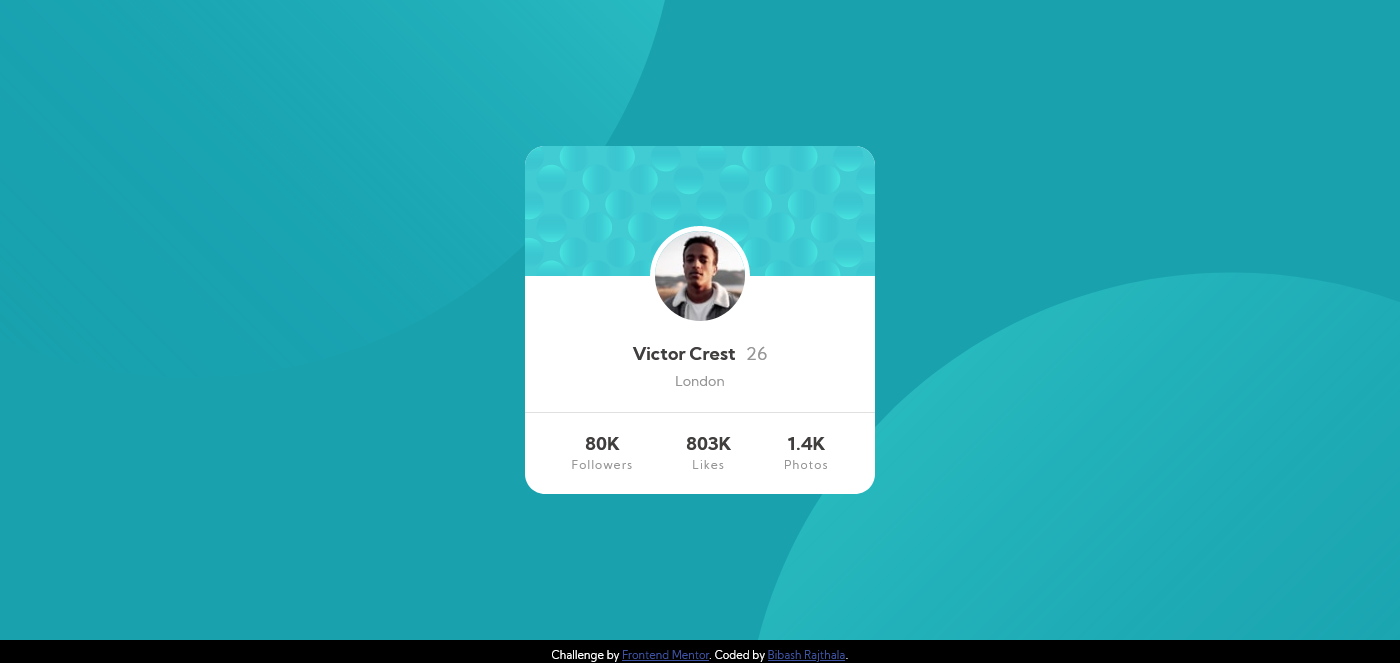 Victor Crest 26
London
80K 803K 1.4K
Followers Likes Photos
Challenge by Frontend Mentor. Coded by Bibash Rajthala.